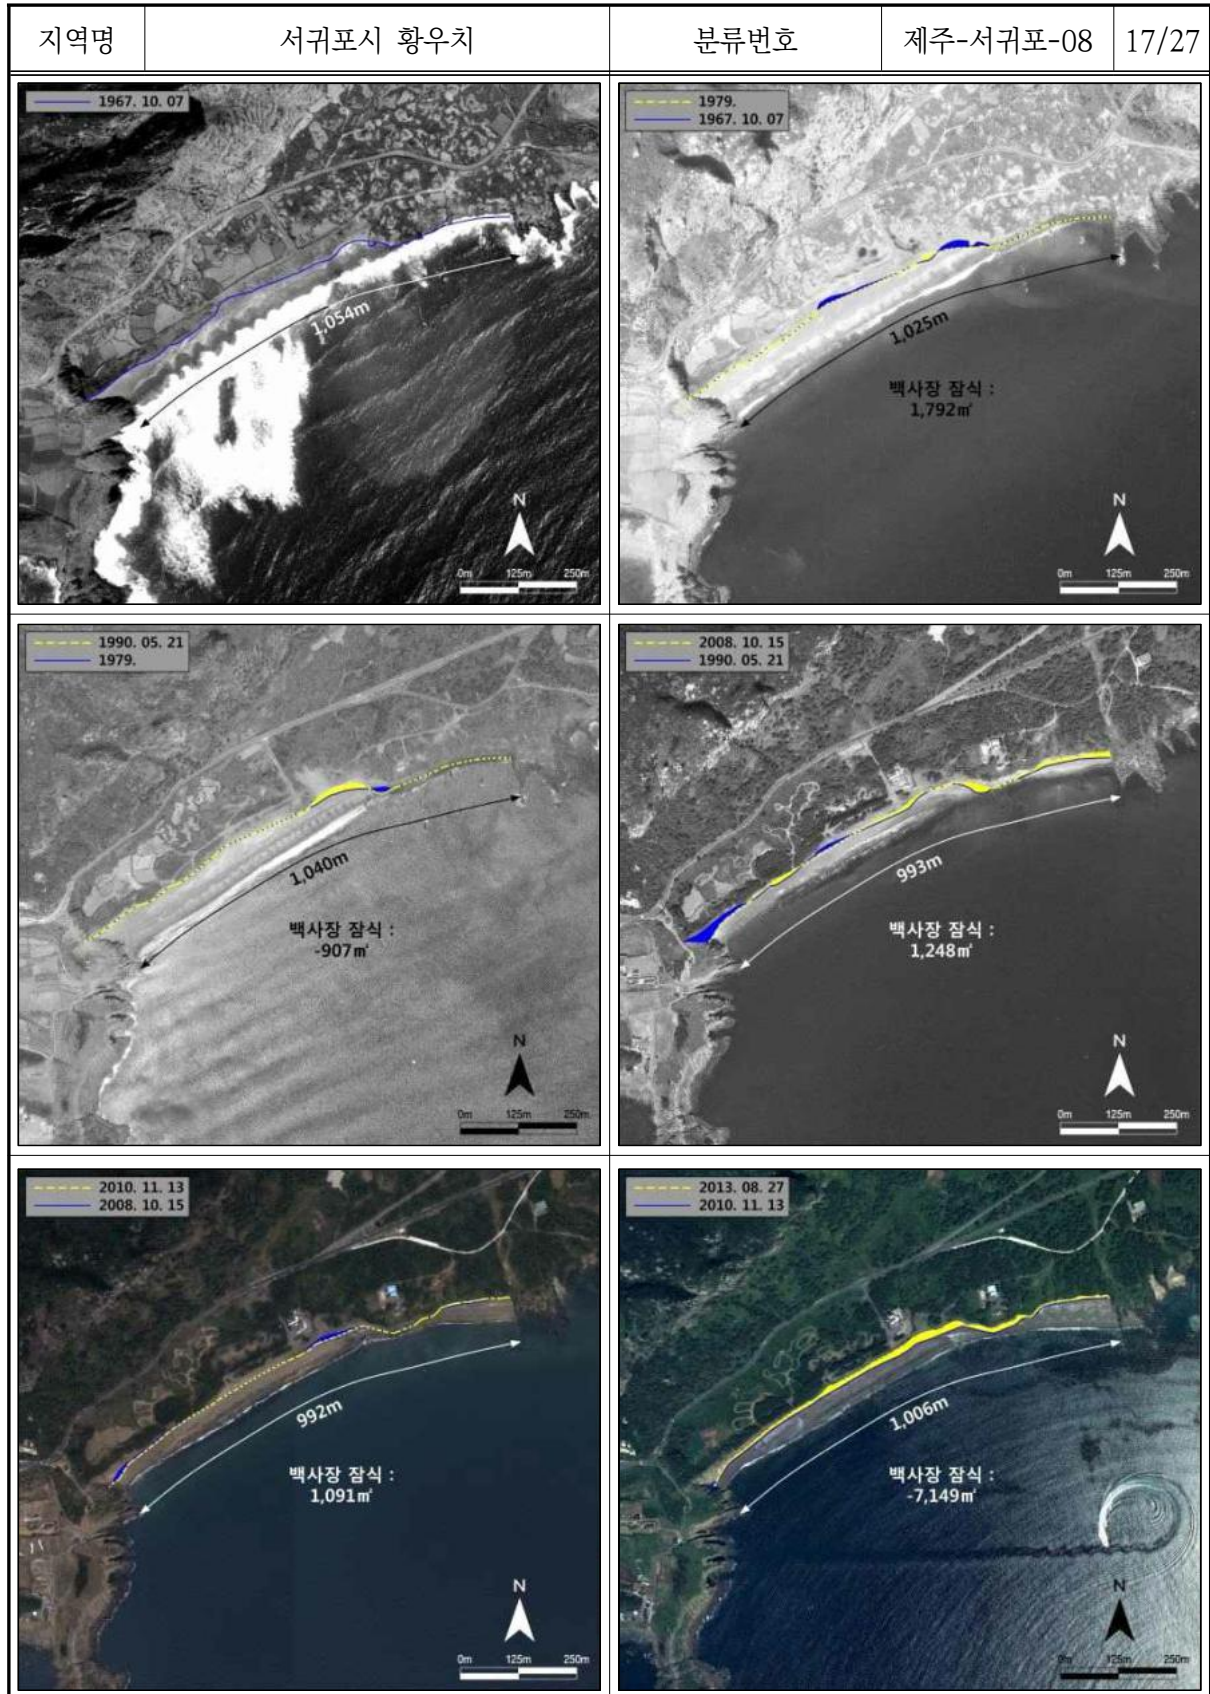 지역명 서귀포시 황우치 분류번호 제주-서귀포-08 17/27
1967. 10. 07
1,054m
N
0m 125m 250m
1979.
1967. 10. 07
1,025m
백사장 잠식 :
1,792㎡
N
0m 125m 250m
1990. 05. 21
1979.
1,040m
백사장 잠식 :
-907㎡
N
0m 125m 250m
2008. 10. 15
1990. 05. 21
993m
백사장 잠식 :
1,248㎡
N
0m 125m 250m
2010. 11. 13
2008. 10. 15
992m
백사장 잠식 :
1,091㎡
N
0m 125m 250m
2013. 08. 27
2010. 11. 13
1,006m
백사장 잠식 :
-7,149㎡
N
0m 125m 250m